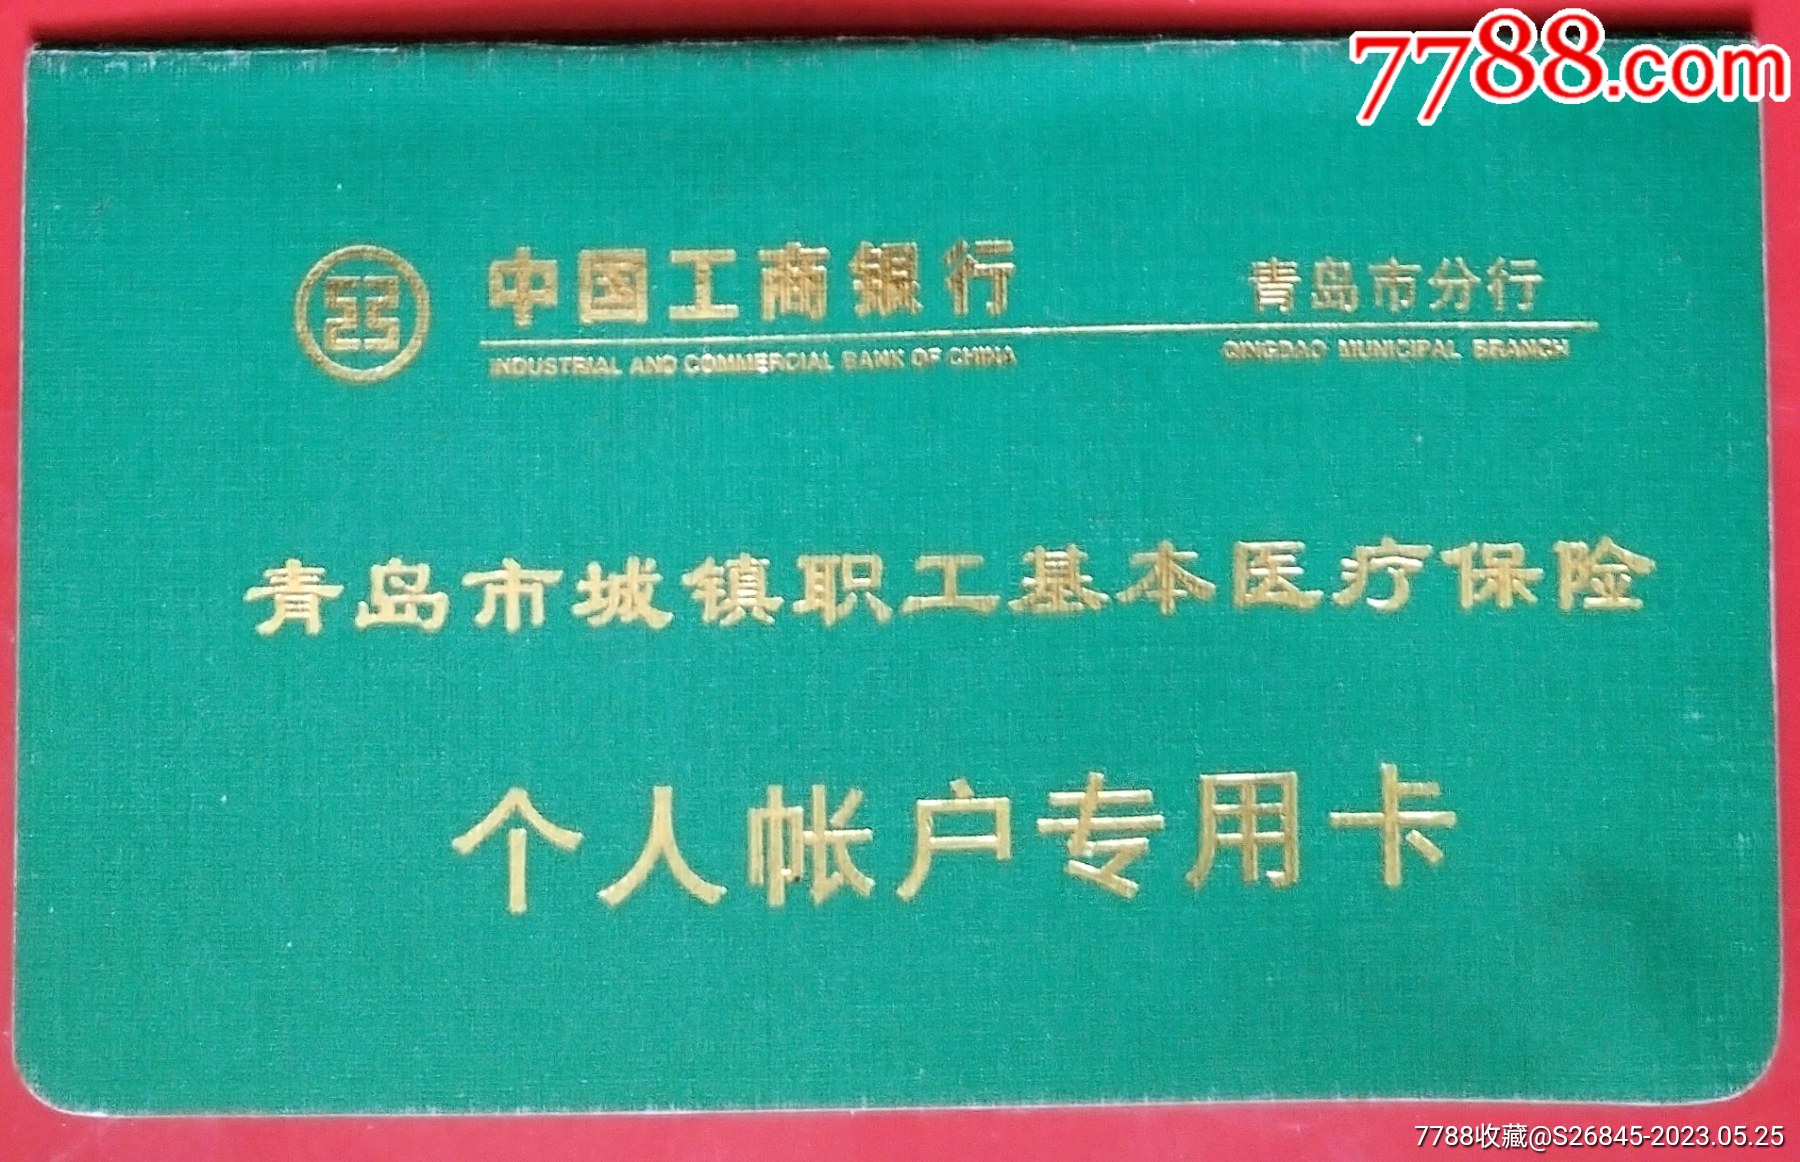 7788.com
中国工商银行 青岛市分行
INDUSTRIAL AND COMMERCIAL BANK OF CHINA QINGDAO MUNICIPAL BRANCH
青岛市城镇职工基本医疗保险
个人帐户专用卡
7788收藏@S26845-2023.05.25